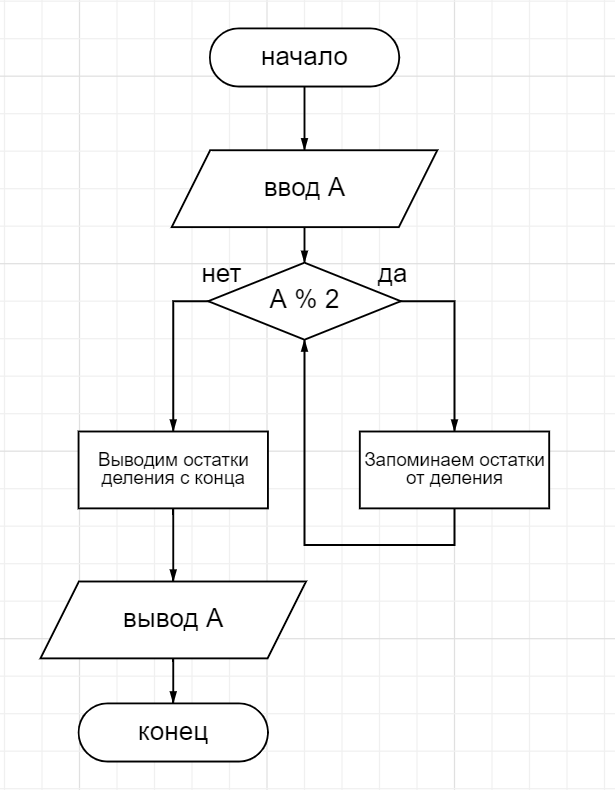 начало
ввод А
нет
да
А % 2
Выводим остатки
деления с конца
Запоминаем остатки
от деления
вывод А
конец